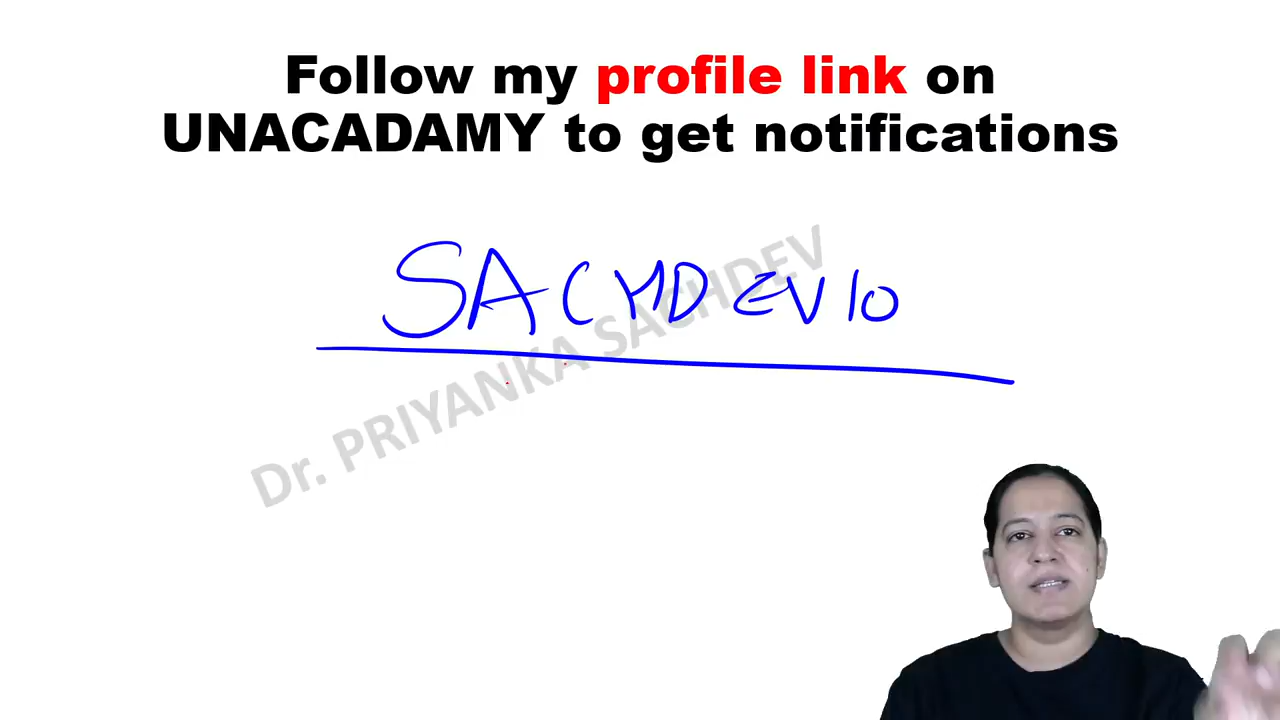 Follow my profile link on
UNACADAMY to get notifications
SACHDEV10
Dr. PRIYANKA SACHDEV